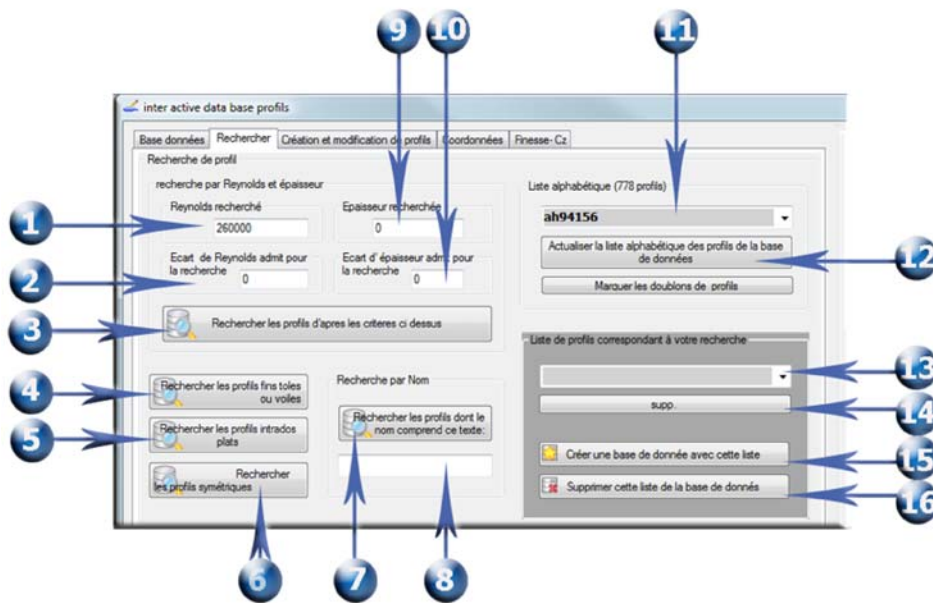 9
10
11
inter active data base profils
Base données Rechercher Création et modification de profils Coordonnées Finesse- Cz
Recherche de profil
recherche par Reynolds et épaisseur
Reynolds recherché
260000
Epaisseur recherchée
0
Ecart de Reynolds admit pour
la recherche
0
Ecart d' épaisseur admit pour
la recherche
0
Rechercher les profils d'apres les criteres ci dessus
1
2
3
Liste alphabétique (778 profils)
ah94156
Actualiser la liste alphabétique des profils de la base
de données
Marquer les doublons de profils
12
4
5
Rechercher les profils fins toles
ou voiles
Rechercher les profils intrados
plats
Rechercher
les profils symétriques
Recherche par Nom
Rechercher les profils dont le
nom comprend ce texte:
Liste de profils correspondant à votre recherche
supp.
Créer une base de donnée avec cette liste
Supprimer cette liste de la base de donnés
13
14
15
16
6
7
8